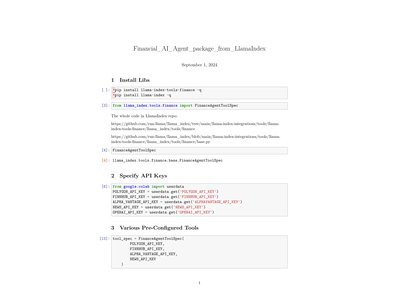 Financial_AI_Agent_package_from_LlamaIndex
September 1, 2024
1 Install Libs
[ ]: !pip install llama-index-tools-finance -q
!pip install llama-index -q
[3]: from llama_index.tools.finance import FinanceAgentToolSpec
The whole code in LlamaIndex repo:
https://github.com/run-llama/llama_index/tree/main/llama-index-integrations/tools/llama-
index-tools-finance/llama_index/tools/finance
https://github.com/run-llama/llama_index/blob/main/llama-index-integrations/tools/llama-
index-tools-finance/llama_index/tools/finance/base.py
[4]: FinanceAgentToolSpec
[4]: llama_index.tools.finance.base.FinanceAgentToolSpec
2 Specify API Keys
[8]: from google.colab import userdata
POLYGON_API_KEY = userdata.get('POLYGON_API_KEY')
FINNHUB_API_KEY = userdata.get('FINNHUB_API_KEY')
ALPHA_VANTAGE_API_KEY = userdata.get('ALPHAVANTAGE_API_KEY')
NEWS_API_KEY = userdata.get('NEWS_API_KEY')
OPENAI_API_KEY = userdata.get('OPENAI_API_KEY')
3 Various Pre-Configured Tools
[10]: tool_spec = FinanceAgentToolSpec(
POLYGON_API_KEY,
FINNHUB_API_KEY,
ALPHA_VANTAGE_API_KEY,
NEWS_API_KEY
)
1